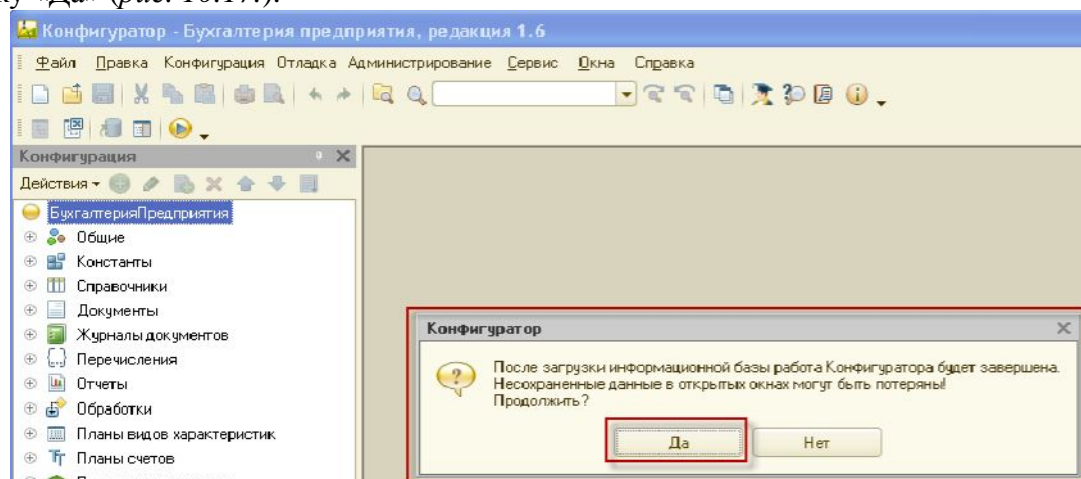 «Да» (рис. 10.17.).
Конфигуратор - Бухгалтерия предприятия, редакция 1.6
Файл Правка Конфигурация Отладка Администрирование Сервис Окна Справка
Конфигурация
Действия
БухгалтерияПредприятия
Общие
Константы
Справочники
Документы
Журналы документов
Перечисления
Отчеты
Обработки
Планы видов характеристик
Планы счетов
Конфигуратор
После загрузки информационной базы работа Конфигуратора будет завершена.
Несохраненные данные в открытых окнах могут быть потеряны!
Продолжить?
Да Нет